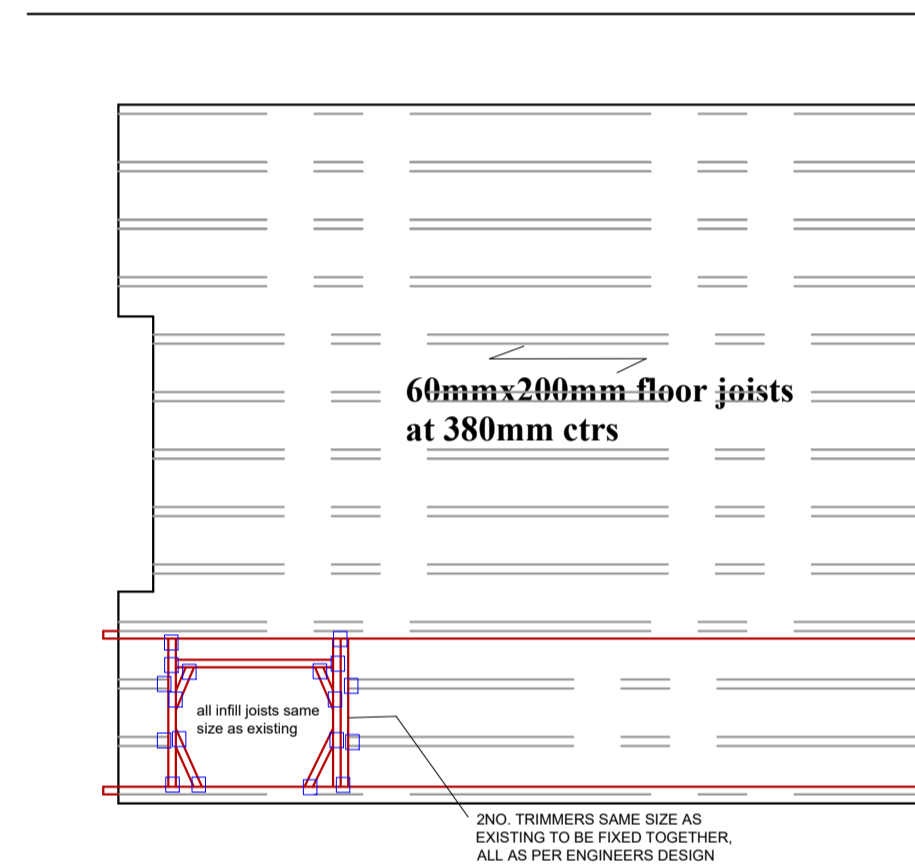 60mmx200mm floor joists
at 380mm ctrs
all infill joists same
size as existing
2NO. TRIMMERS SAME SIZE AS
EXISTING TO BE FIXED TOGETHER,
ALL AS PER ENGINEERS DESIGN